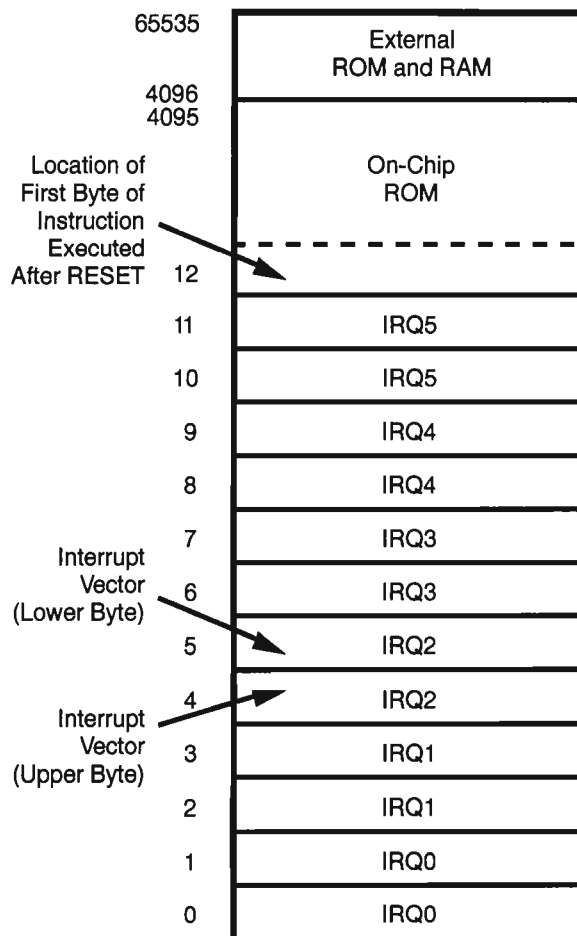 65535
External
ROM and RAM
4096
4095
Location of
First Byte of
Instruction
Executed
After RESET
On-Chip
ROM
12
11 IRQ5
10 IRQ5
9 IRQ4
8 IRQ4
7 IRQ3
Interrupt
Vector
(Lower Byte)
6 IRQ3
5 IRQ2
4 IRQ2
Interrupt
Vector
(Upper Byte)
3 IRQ1
2 IRQ1
1 IRQ0
0 IRQ0